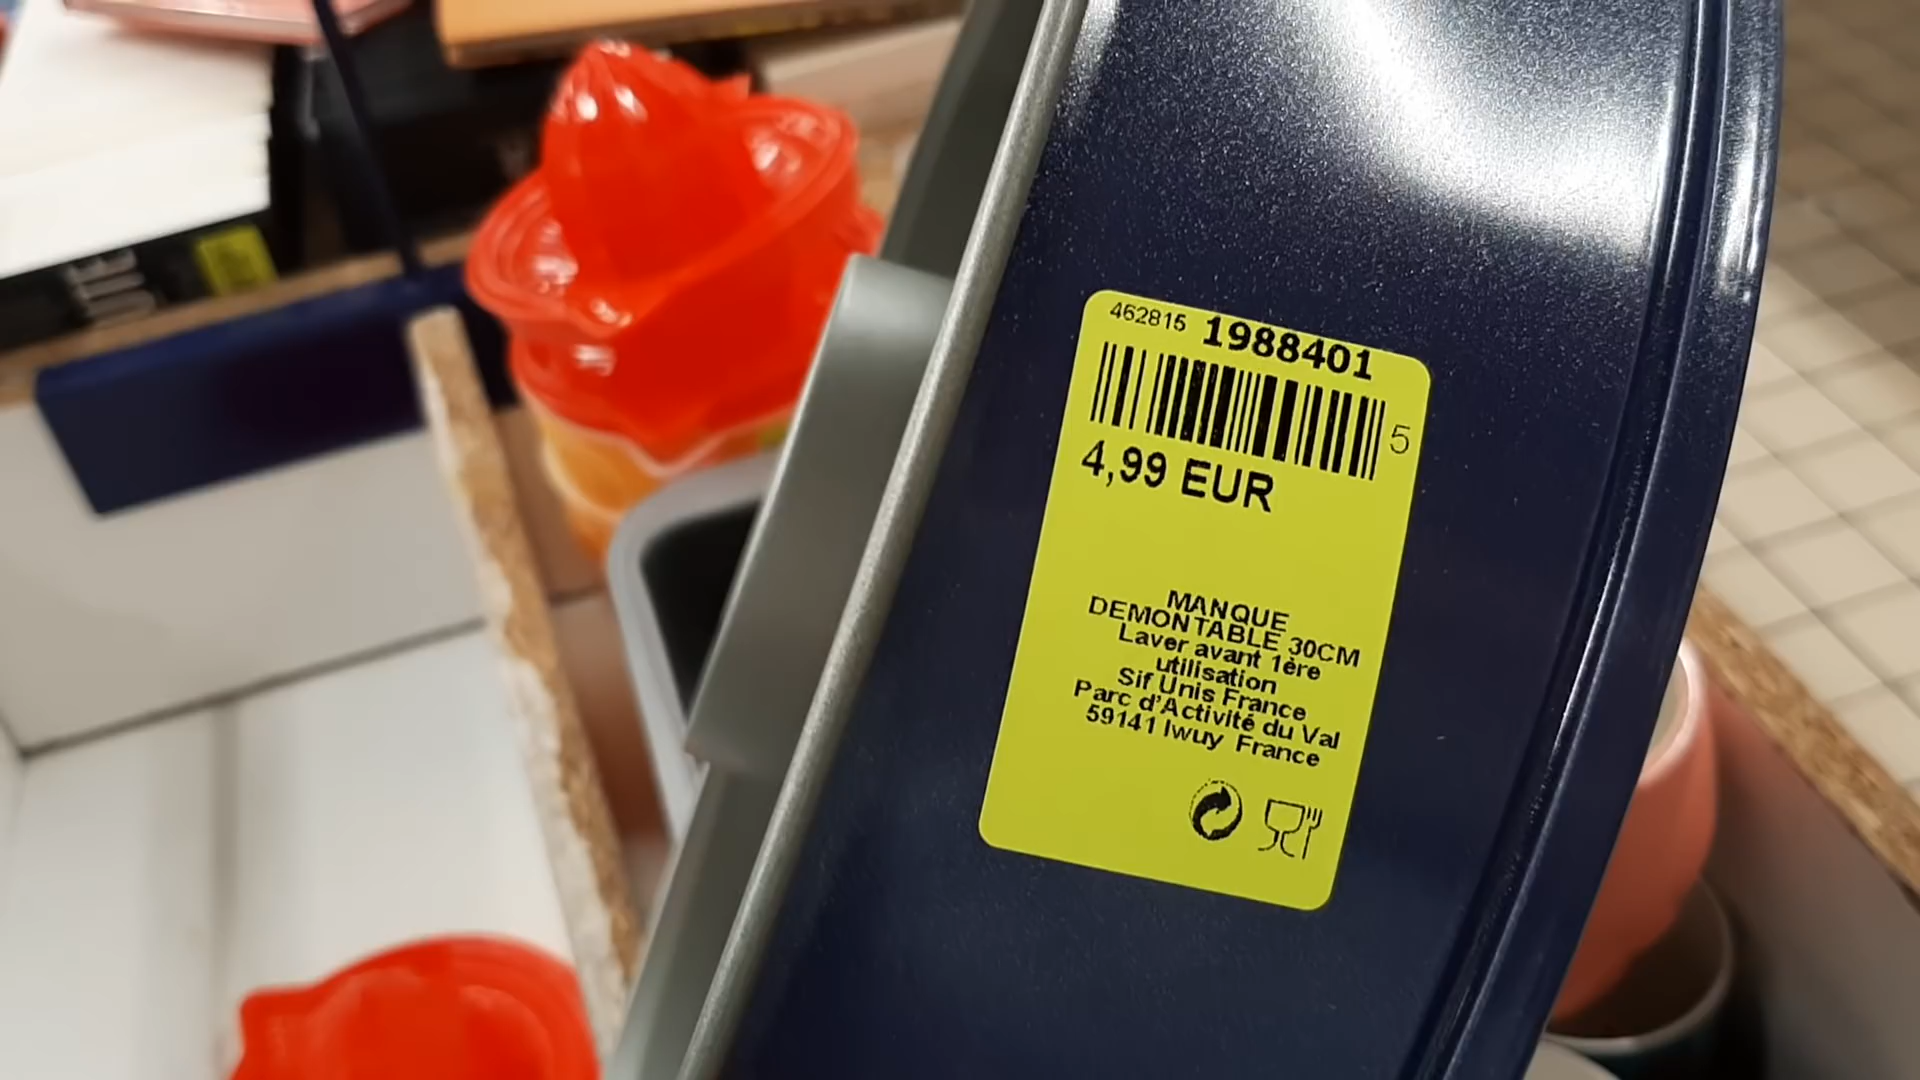 462815 1988401
5
4,99 EUR
MANQUE
DEMONTABLE 30CM
Laver avant 1ère
utilisation
Sif Unis France
Parc d'Activité du Val
59141 Iwuy France